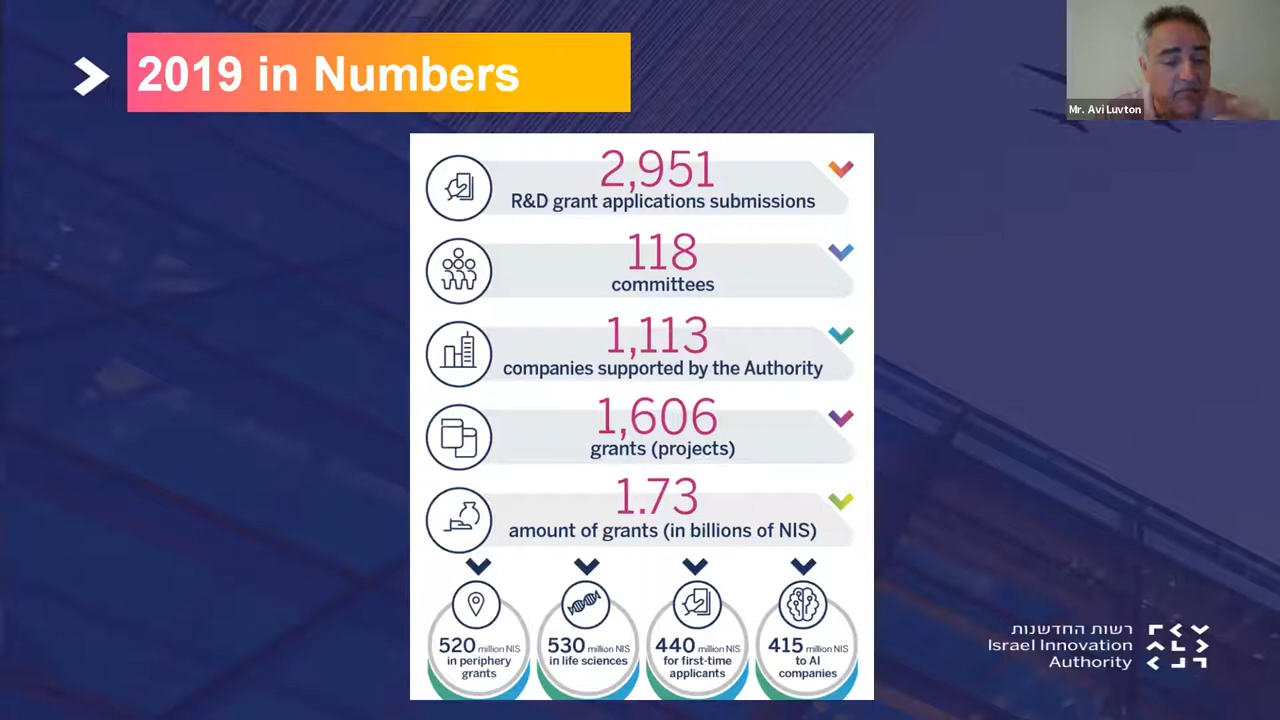 2019 in Numbers
Mr. Avi Luvton
2,951
R&D grant applications submissions
118
committees
1,113
companies supported by the Authority
1,606
grants (projects)
1.73
amount of grants (in billions of NIS)
520 million NIS
in periphery
grants
530 million NIS
in life sciences
440 million NIS
for first-time
applicants
415 million NIS
to AI
companies
רשות החדשנות
Israel Innovation
Authority